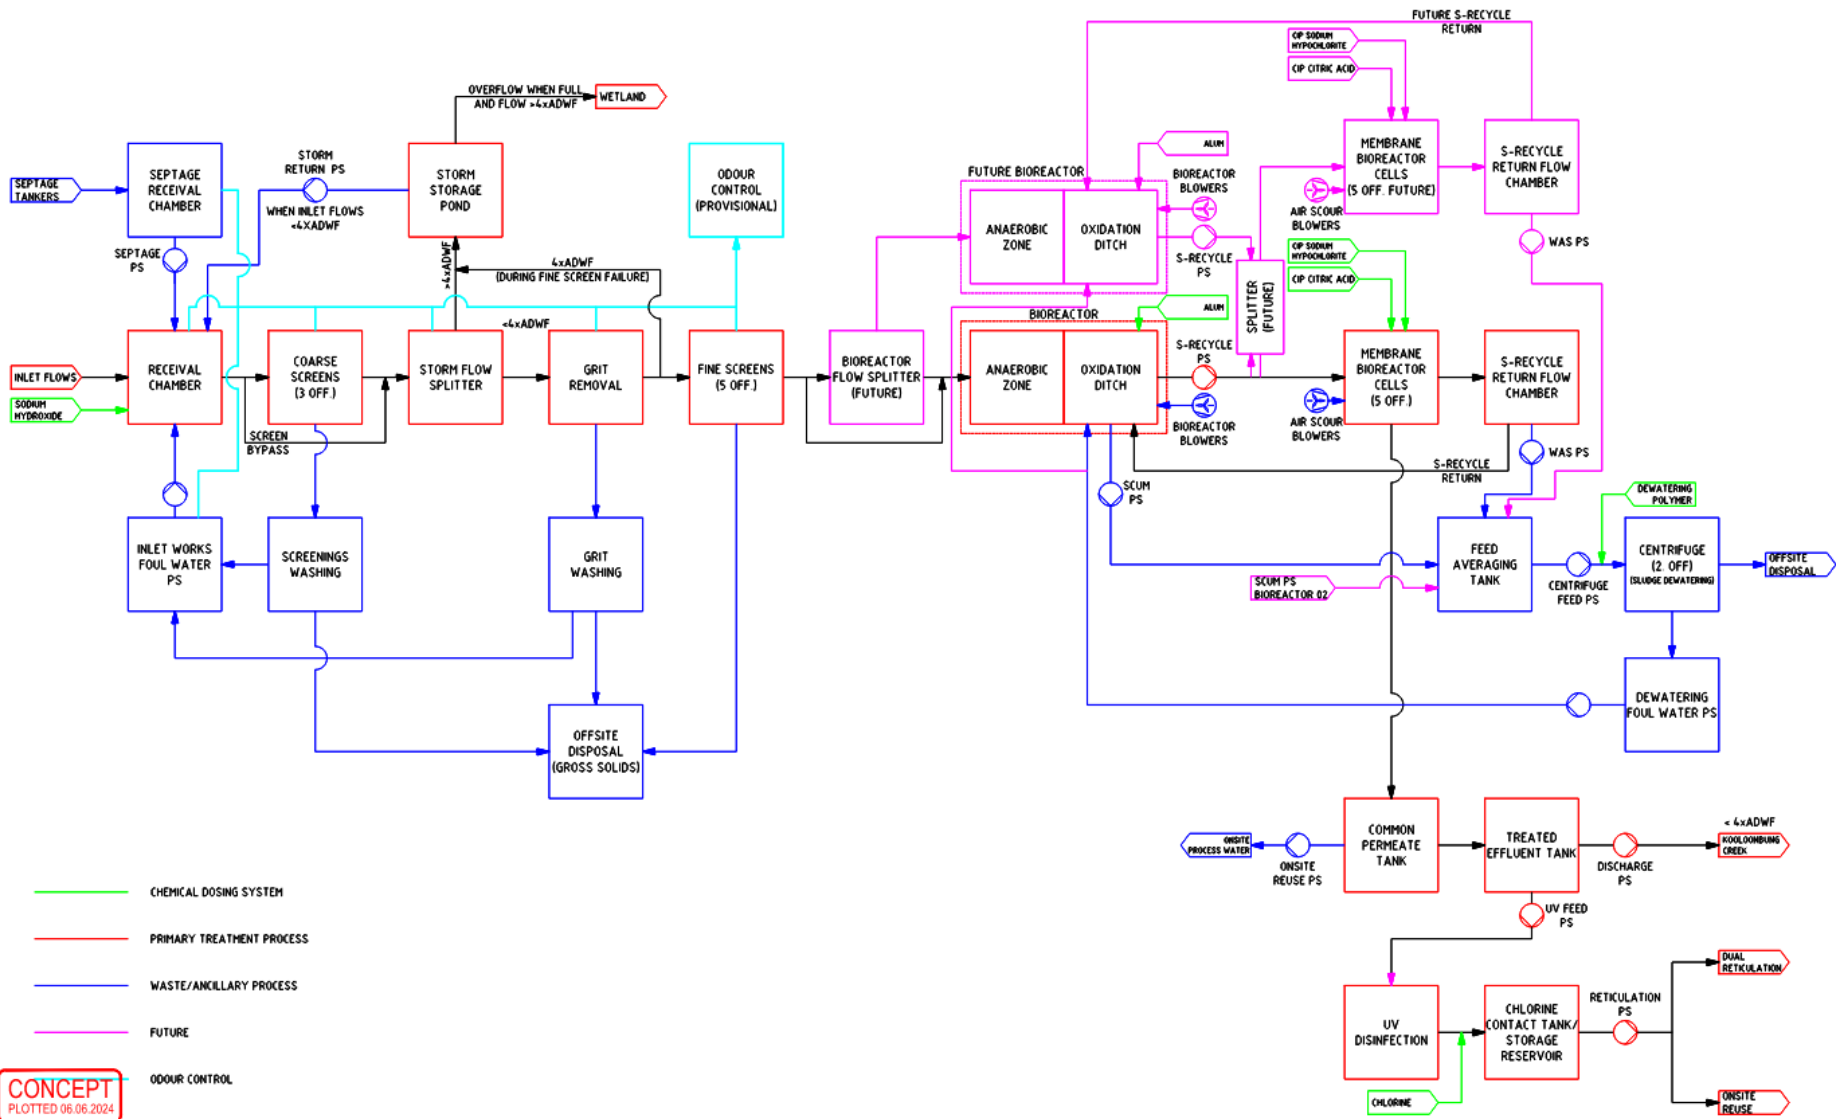 FUTURE S-RECYCLE
RETURN
CIP SODIUM
HYPOCHLORITE
CIP CITRIC ACID
OVERFLOW WHEN FULL
AND FLOW >4xADWF
WETLAND
SEPTAGE
TANKERS
SEPTAGE
RECEIVAL
CHAMBER
STORM
RETURN PS
WHEN INLET FLOWS
<4XADWF
STORM
STORAGE
POND
ODOUR
CONTROL
(PROVISIONAL)
ALUM
FUTURE BIOREACTOR
BIOREACTOR
BLOWERS
MEMBRANE
BIOREACTOR
CELLS
(5 OFF. FUTURE)
S-RECYCLE
RETURN FLOW
CHAMBER
AIR SCOUR
BLOWERS
ANAEROBIC
ZONE
OXIDATION
DITCH
S-RECYCLE
PS
WAS PS
SEPTAGE
PS
>4xADWF
4xADWF
(DURING FINE SCREEN FAILURE)
CIP SODIUM
HYPOCHLORITE
CIP CITRIC ACID
SPLITTER
(FUTURE)
ALUM
BIOREACTOR
<4xADWF
INLET FLOWS
SODIUM
HYDROXIDE
RECEIVAL
CHAMBER
COARSE
SCREENS
(3 OFF.)
STORM FLOW
SPLITTER
GRIT
REMOVAL
FINE SCREENS
(5 OFF.)
BIOREACTOR
FLOW SPLITTER
(FUTURE)
ANAEROBIC
ZONE
OXIDATION
DITCH
S-RECYCLE
PS
BIOREACTOR
BLOWERS
MEMBRANE
BIOREACTOR
CELLS
(5 OFF.)
AIR SCOUR
BLOWERS
S-RECYCLE
RETURN FLOW
CHAMBER
SCREEN
BYPASS
S-RECYCLE
RETURN
WAS PS
SCUM
PS
DEWATERING
POLYMER
INLET WORKS
FOUL WATER
PS
SCREENINGS
WASHING
GRIT
WASHING
FEED
AVERAGING
TANK
SCUM PS
BIOREACTOR 02
CENTRIFUGE
FEED PS
CENTRIFUGE
(2. OFF)
(SLUDGE DEWATERING)
OFFSITE
DISPOSAL
DEWATERING
FOUL WATER PS
OFFSITE
DISPOSAL
(GROSS SOLIDS)
ONSITE
PROCESS WATER
ONSITE
REUSE PS
COMMON
PERMEATE
TANK
TREATED
EFFLUENT TANK
DISCHARGE
PS
< 4xADWF
KOOLOONBUNG
CREEK
UV FEED
PS
UV
DISINFECTION
CHLORINE
CONTACT TANK/
STORAGE
RESERVOIR
RETICULATION
PS
DUAL
RETICULATION
ONSITE
REUSE
CHLORINE
CHEMICAL DOSING SYSTEM
PRIMARY TREATMENT PROCESS
WASTE/ANCILLARY PROCESS
FUTURE
ODOUR CONTROL
CONCEPT
PLOTTED 06.06.2024